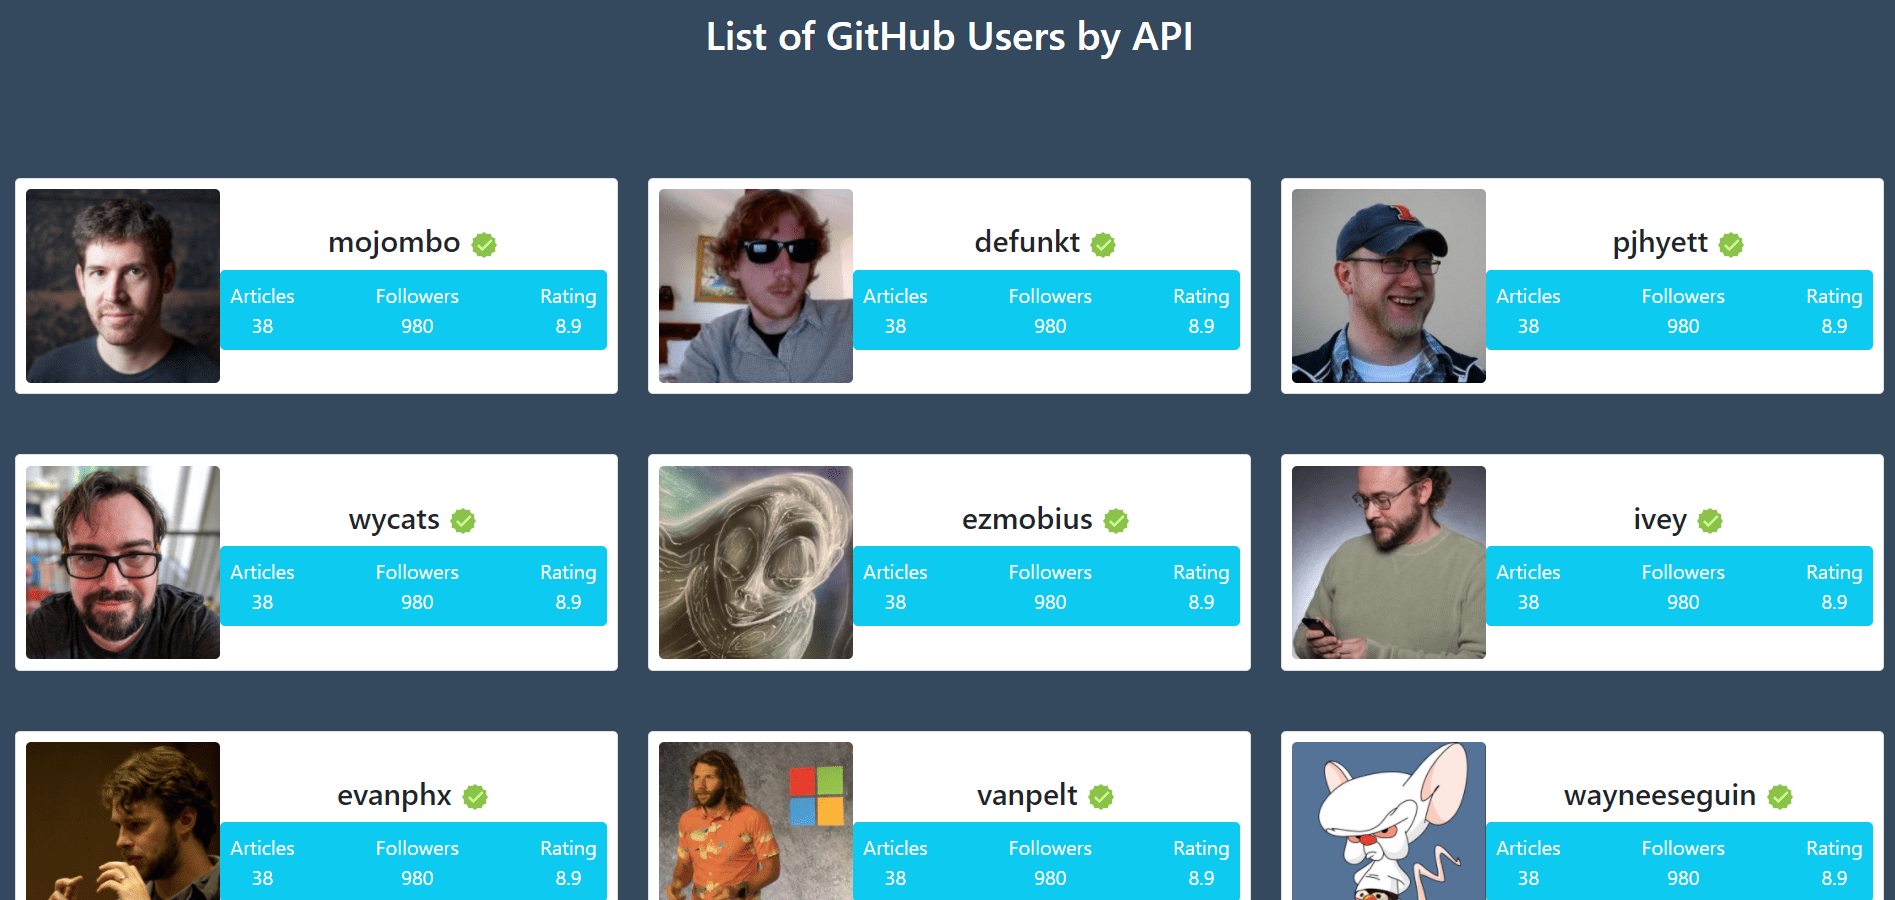 List of GitHub Users by API
mojombo
Articles Followers Rating
38 980 8.9
defunkt
Articles Followers Rating
38 980 8.9
pjhyett
Articles Followers Rating
38 980 8.9
wycats
Articles Followers Rating
38 980 8.9
ezmobius
Articles Followers Rating
38 980 8.9
ivey
Articles Followers Rating
38 980 8.9
evanphx
Articles Followers Rating
38 980 8.9
vanpelt
Articles Followers Rating
38 980 8.9
wayneeseguin
Articles Followers Rating
38 980 8.9